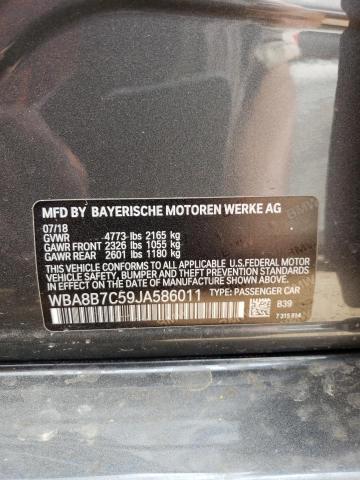 MFD BY BAYERISCHE MOTOREN WERKE AG
07/18
GVWR 4773 lbs 2165 kg
GAWR FRONT 2326 lbs 1055 kg
GAWR REAR 2601 lbs 1180 kg
THIS VEHICLE CONFORMS TO ALL APPLICABLE U.S. FEDERAL MOTOR
VEHICLE SAFETY, BUMPER, AND THEFT PREVENTION STANDARDS
IN EFFECT ON THE DATE OF MANUFACTURE SHOWN ABOVE.
WBA8B7C59JA586011 TYPE: PASSENGER CAR
B39
7 315 814
BMW